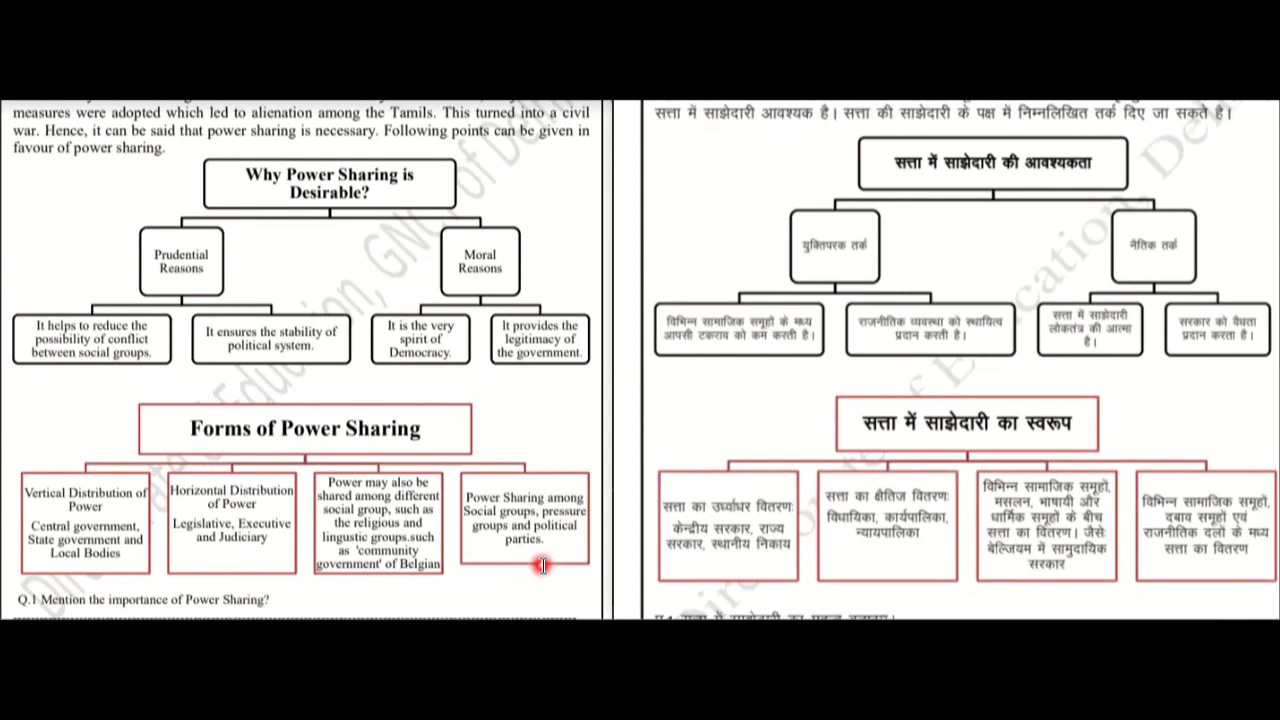 measures were adopted which led to alienation among the Tamils. This turned into a civil
war. Hence, it can be said that power sharing is necessary. Following points can be given in
favour of power sharing.
Why Power Sharing is
Desirable?
Prudential
Reasons
Moral
Reasons
It helps to reduce the
possibility of conflict
between social groups.
It ensures the stability of
political system.
It is the very
spirit of
Democracy.
It provides the
legitimacy of
the government.
Forms of Power Sharing
Vertical Distribution of
Power
Central government,
State government and
Local Bodies
Horizontal Distribution
of Power
Legislative, Executive
and Judiciary
Power may also be
shared among different
social group, such as
the religious and
lingustic groups.such
as 'community
government' of Belgian
Power Sharing among
Social groups, pressure
groups and political
parties.
Q.1 Mention the importance of Power Sharing?
सत्ता में साझेदारी आवश्यक है। सत्ता की साझेदारी के पक्ष में निम्नलिखित तर्क दिए जा सकते है।
सत्ता में साझेदारी की आवश्यकता
युक्तिपरक तर्क
नैतिक तर्क
विभिन्न सामाजिक समूहों के मध्य
आपसी टकराव को कम करती है।
राजनीतिक व्यवस्था को स्थायित्व
प्रदान करती है।
सत्ता में साझेदारी
लोकतंत्र की आत्मा
है।
सरकार को वैधता
प्रदान करता है।
सत्ता में साझेदारी का स्वरूप
सत्ता का उर्ध्वाधर वितरण:
केन्द्रीय सरकार, राज्य
सरकार, स्थानीय निकाय
सत्ता का क्षैतिज वितरण:
विधायिका, कार्यपालिका,
न्यायपालिका
विभिन्न सामाजिक समूहों,
मसलन, भाषायी और
धार्मिक समूहों के बीच
सत्ता का वितरण। जैसे
बेल्जियम में सामुदायिक
सरकार
विभिन्न सामाजिक समूहों,
दबाव समूहों एवं
राजनीतिक दलों के मध्य
सत्ता का वितरण